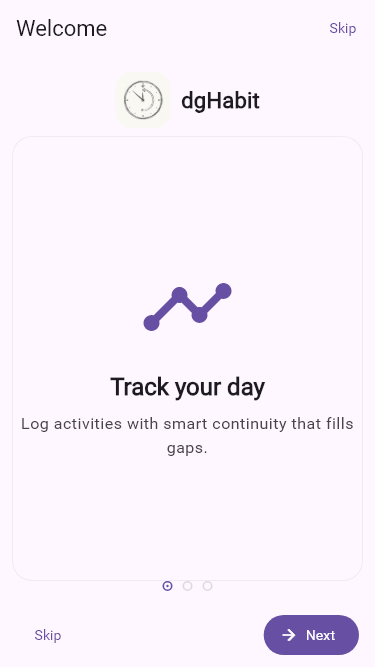 Welcome
Skip
dgHabit
Track your day
Log activities with smart continuity that fills
gaps.
Skip
Next